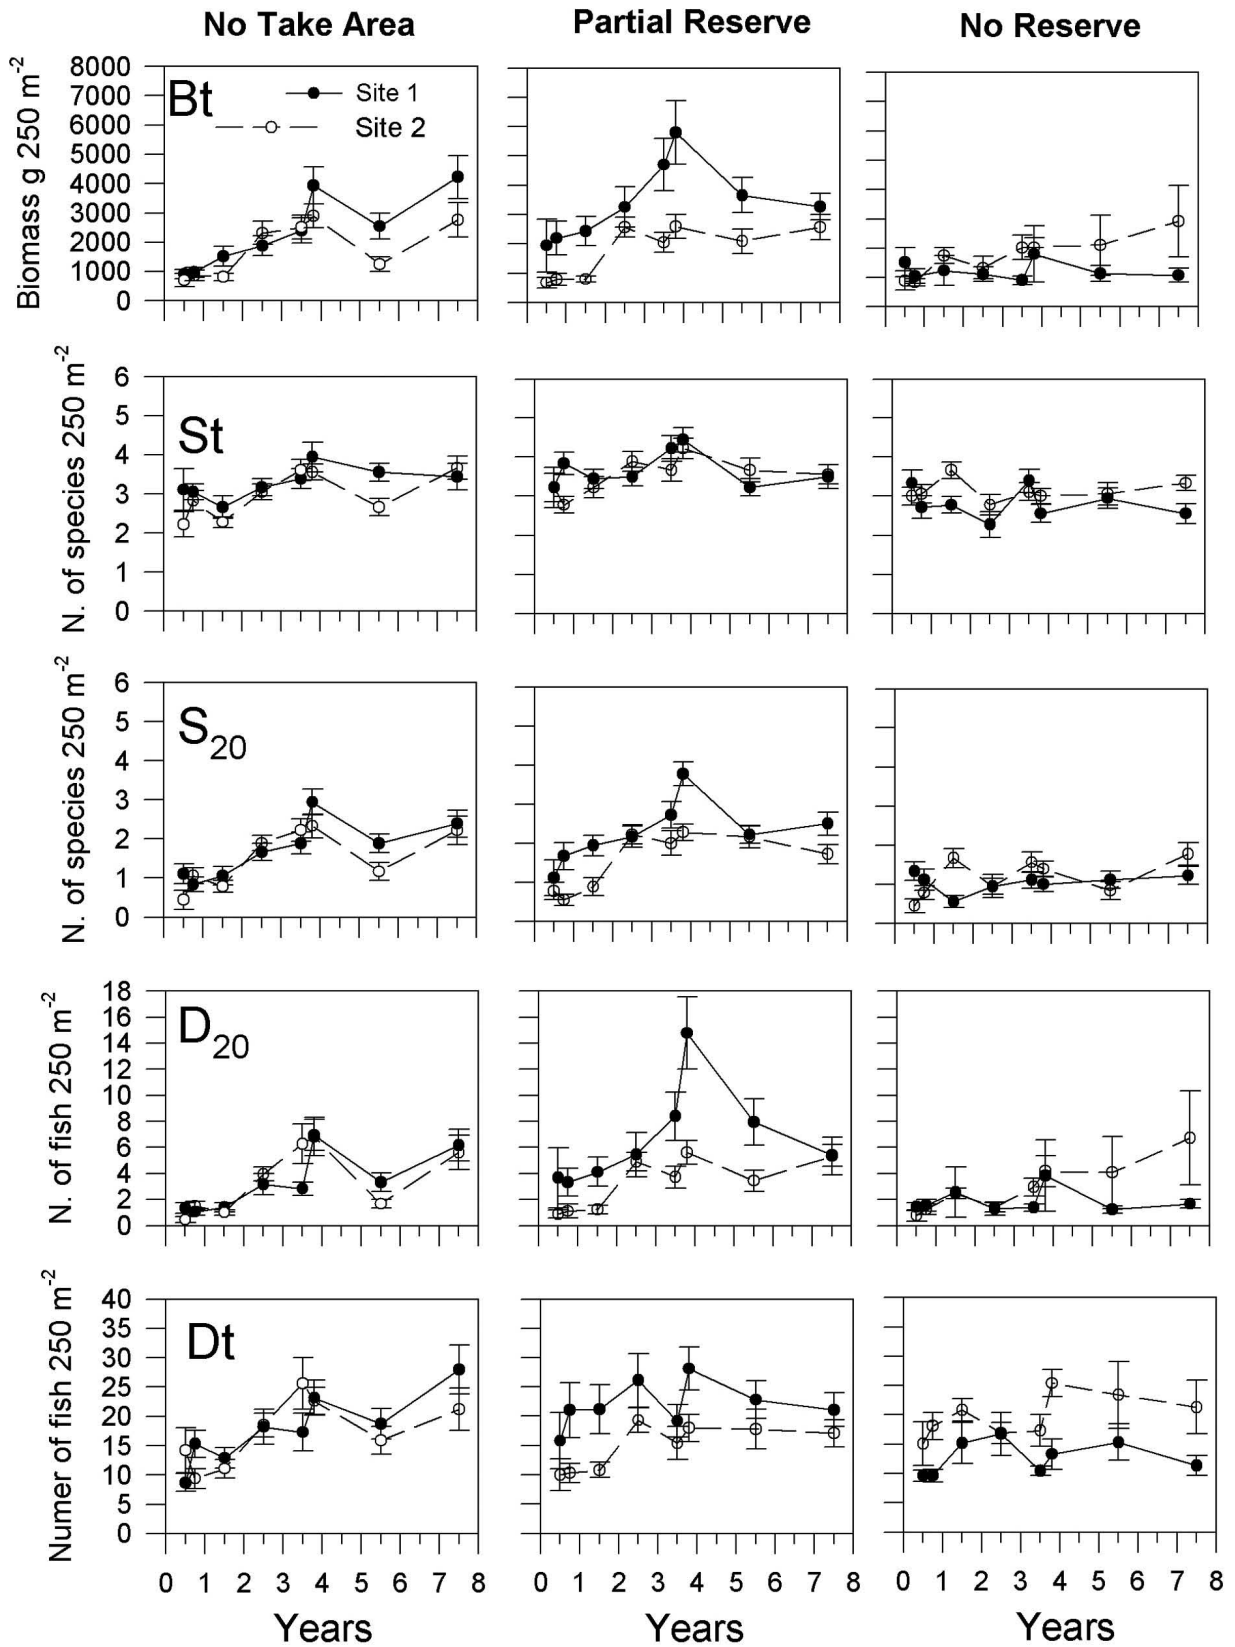 No Take Area Partial Reserve No Reserve
Biomass g 250 m-2
8000
7000
6000
5000
4000
3000
2000
1000
0
Bt
Site 1
Site 2
N. of species 250 m-2
6
5
4
3
2
1
0
St
N. of species 250 m-2
6
5
4
3
2
1
0
S20
N. of fish 250 m-2
18
16
14
12
10
8
6
4
2
0
D20
Numer of fish 250 m-2
40
35
30
25
20
15
10
5
0
Dt
0 1 2 3 4 5 6 7 8 0 1 2 3 4 5 6 7 8 0 1 2 3 4 5 6 7 8
Years Years Years